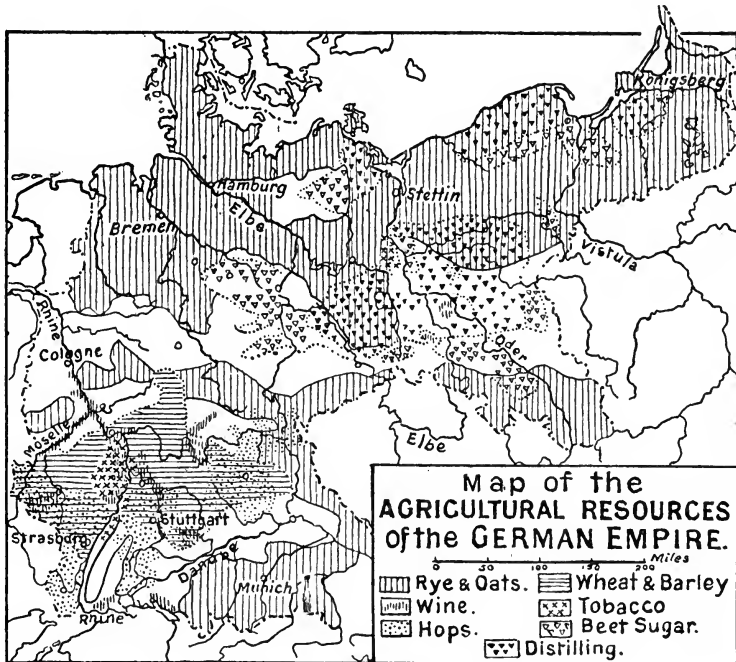 Königsberg
Hamburg
Stettin
Elbe
Bremen
Vistula
Rhine
Cologne
Oder
Moselle
Elbe
Stuttgart
Strasburg
Danube
Munich
Rhine
Map of the
AGRICULTURAL RESOURCES
of the GERMAN EMPIRE.
0 50 100 150 200
Miles
Rye & Oats. Wheat & Barley
Wine. Tobacco
Hops. Beet Sugar.
Distilling.